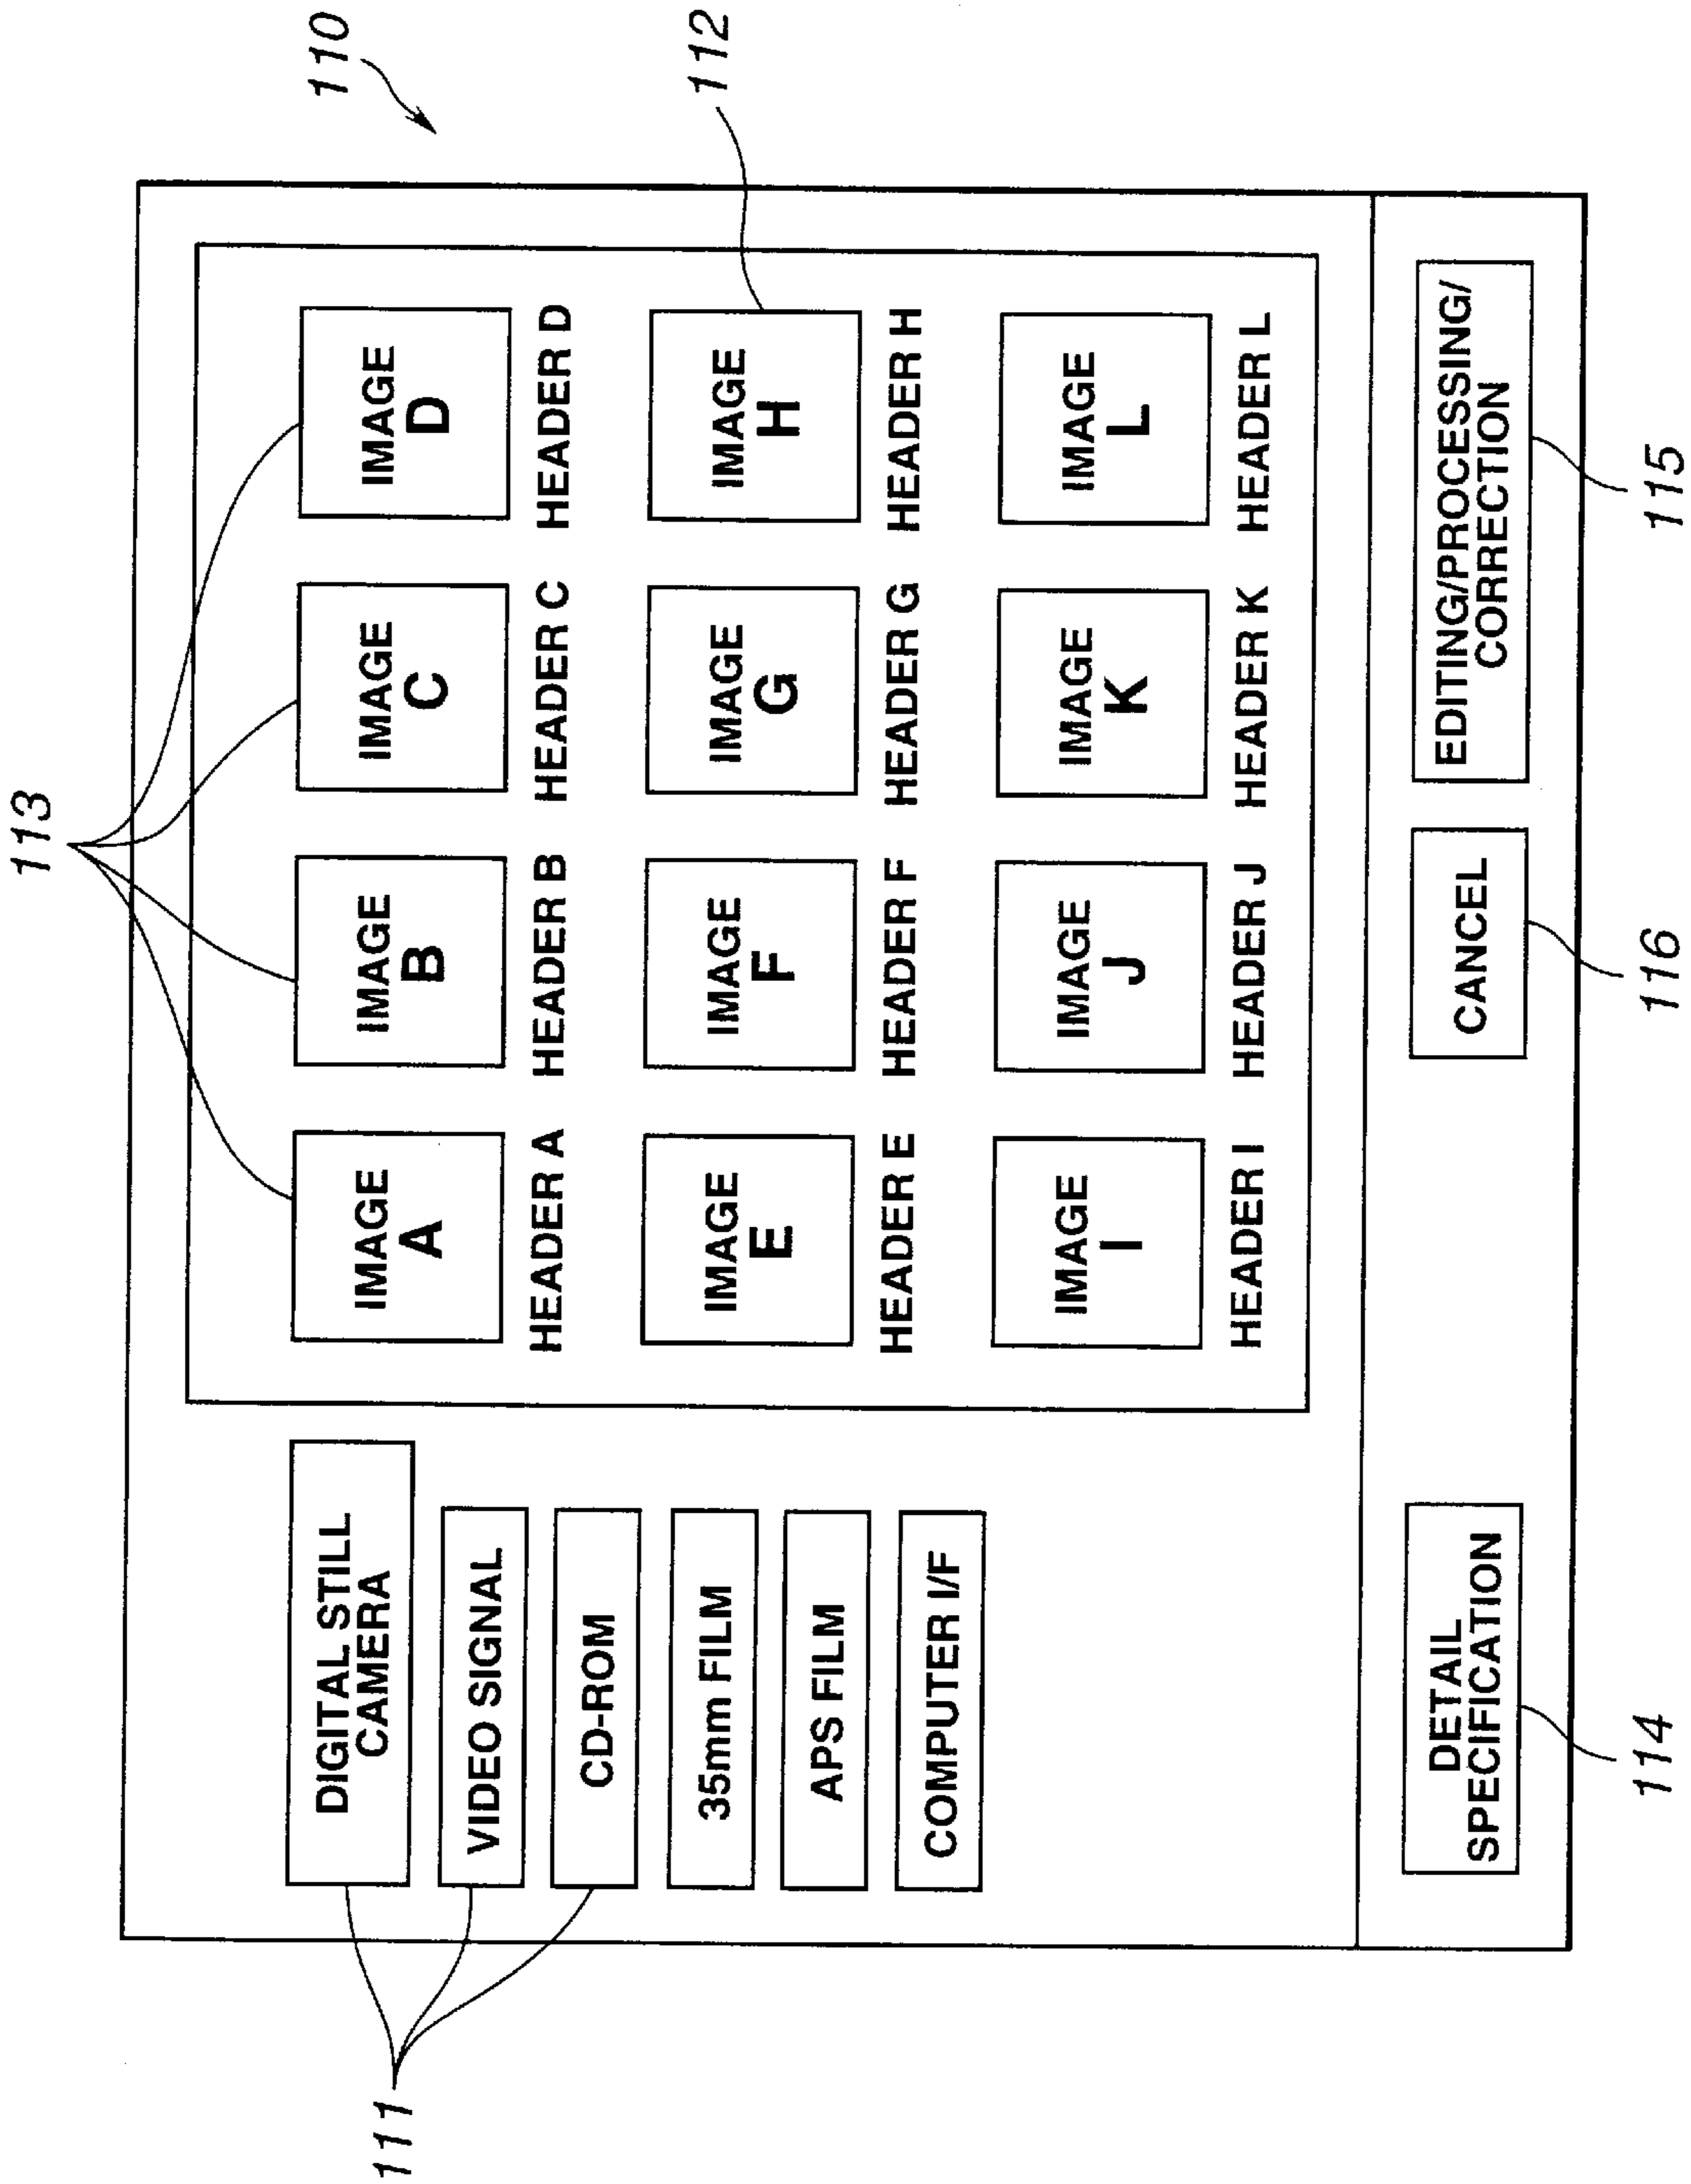 110
113
112
DIGITAL STILL
CAMERA
VIDEO SIGNAL
CD-ROM
35mm FILM
APS FILM
COMPUTER I/F
111
IMAGE
A
IMAGE
B
IMAGE
C
IMAGE
D
HEADER A
HEADER B
HEADER C
HEADER D
IMAGE
E
IMAGE
F
IMAGE
G
IMAGE
H
HEADER E
HEADER F
HEADER G
HEADER H
IMAGE
I
IMAGE
J
IMAGE
K
IMAGE
L
HEADER I
HEADER J
HEADER K
HEADER L
DETAIL
SPECIFICATION
CANCEL
EDITING/PROCESSING/
CORRECTION
114
116
115